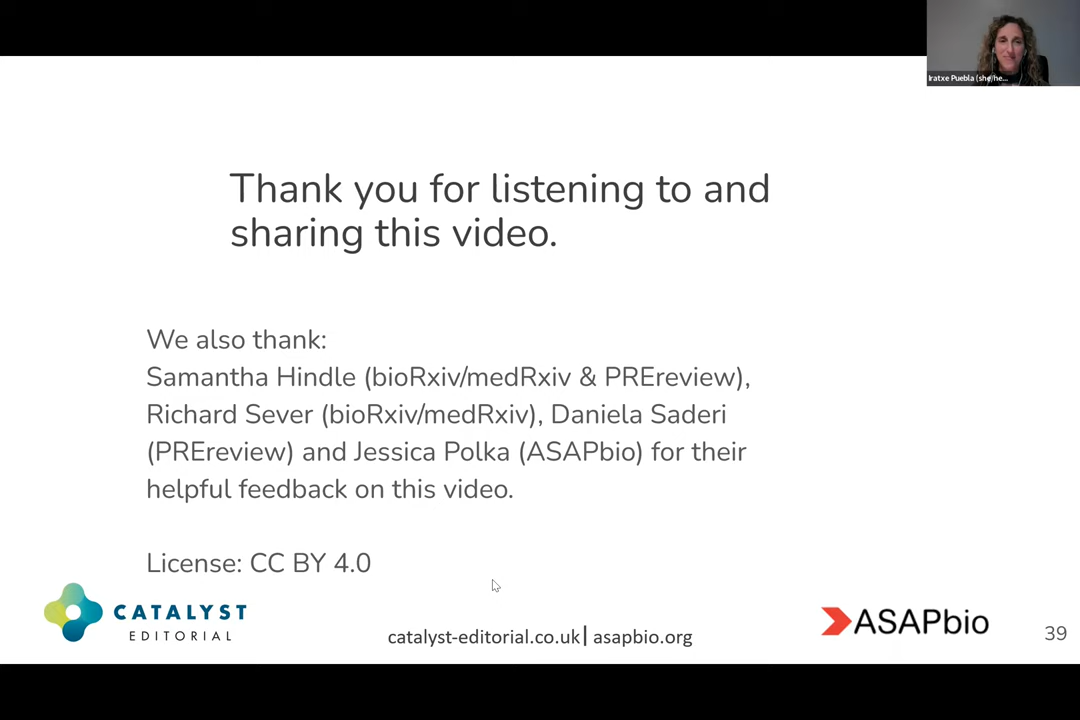 Iratxe Puebla (she/he...
Thank you for listening to and
sharing this video.
We also thank:
Samantha Hindle (bioRxiv/medRxiv & PREreview),
Richard Sever (bioRxiv/medRxiv), Daniela Saderi
(PREreview) and Jessica Polka (ASAPbio) for their
helpful feedback on this video.
License: CC BY 4.0
CATALYST
EDITORIAL
catalyst-editorial.co.uk| asapbio.org
ASAPbio
39